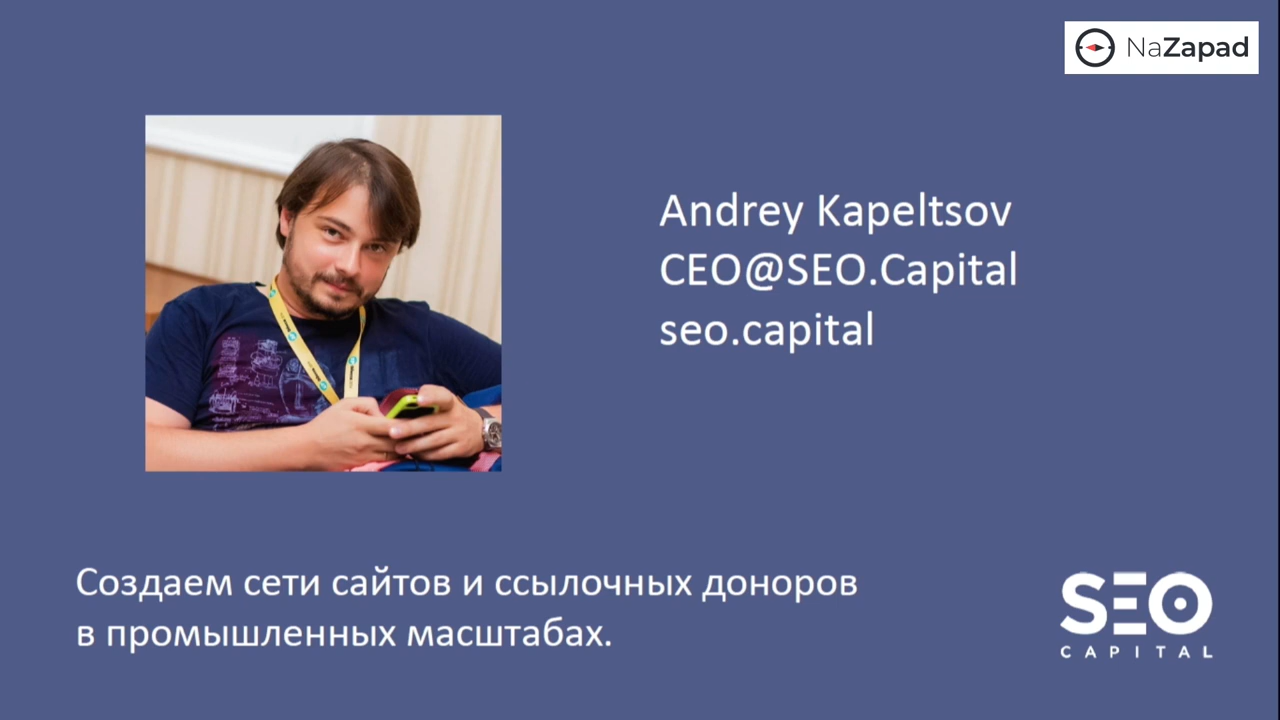 NaZapad
Andrey Kapeltsov
CEO@SEO.Capital
seo.capital
Создаем сети сайтов и ссылочных доноров
в промышленных масштабах.
SEO
CAPITAL